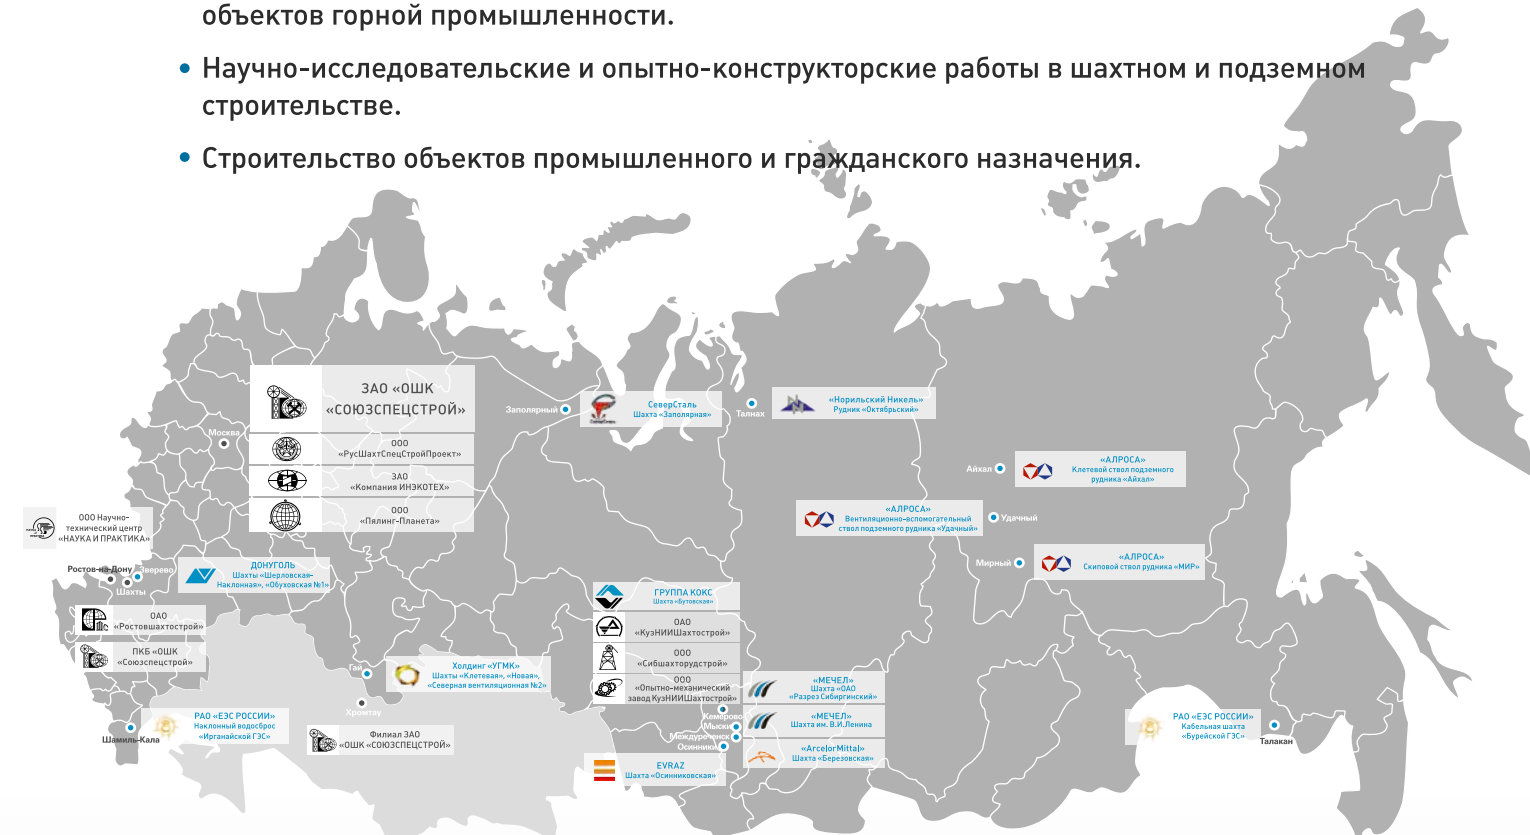 объектов горной промышленности.
• Научно-исследовательские и опытно-конструкторские работы в шахтном и подземном
строительстве.
• Строительство объектов промышленного и гражданского назначения.
ЗАО «ОШК
«СОЮЗСПЕЦСТРОЙ»
Москва
ООО
«РусШахтСпецСтройПроект»
ЗАО
«Компания ИНЭКОТЕХ»
ООО
«Пялинг-Планета»
Заполярный
СеверСталь
Шахта «Заполярная»
Талнах
«Норильский Никель»
Рудник «Октябрьский»
Айхал
«АЛРОСА»
Клетевой ствол подземного
рудника «Айхал»
«АЛРОСА»
Вентиляционно-вспомогательный
ствол подземного рудника «Удачный»
Удачный
Мирный
«АЛРОСА»
Скиповой ствол рудника «МИР»
ООО Научно-
технический центр
«НАУКА И ПРАКТИКА»
Ростов-на-Дону
Зверево
Шахты
ДОНУГОЛЬ
Шахты «Шерловская-
Наклонная», «Обуховская №1»
ОАО
«Ростовшахтострой»
ПКБ «ОШК
«Союзспецстрой»
Гай
Холдинг «УГМК»
Шахты «Клетевая», «Новая»,
«Северная вентиляционная №2»
Хромтау
Филиал ЗАО
«ОШК «СОЮЗСПЕЦСТРОЙ»
РАО «ЕЭС РОССИИ»
Наклонный водосброс
«Ирганайской ГЭС»
Шамиль-Кала
ГРУППА КОКС
Шахта «Бутовская»
ОАО
«КузНИИШахтострой»
ООО
«Сибшахторудстрой»
ООО
«Опытно-механический
завод КузНИИШахтострой»
Кемерово
Мыски
Междуреченск
Осинники
«МЕЧЕЛ»
Шахта «ОАО
«Разрез Сибиргинский»
«МЕЧЕЛ»
Шахта им. В.И.Ленина
«ArcelorMittal»
Шахта «Березовская»
EVRAZ
Шахта «Осинниковская»
РАО «ЕЭС РОССИИ»
Кабельная шахта
«Бурейской ГЭС»
Талакан